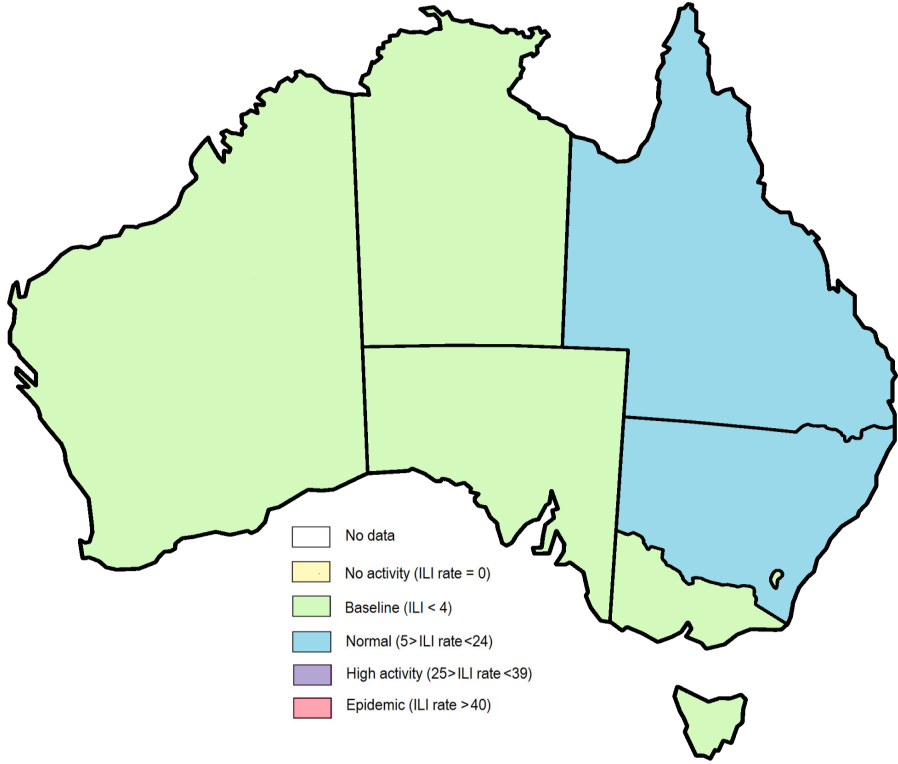 No data
No activity (ILI rate = 0)
Baseline (ILI < 4)
Normal (5>ILI rate<24)
High activity (25>ILI rate<39)
Epidemic (ILI rate >40)